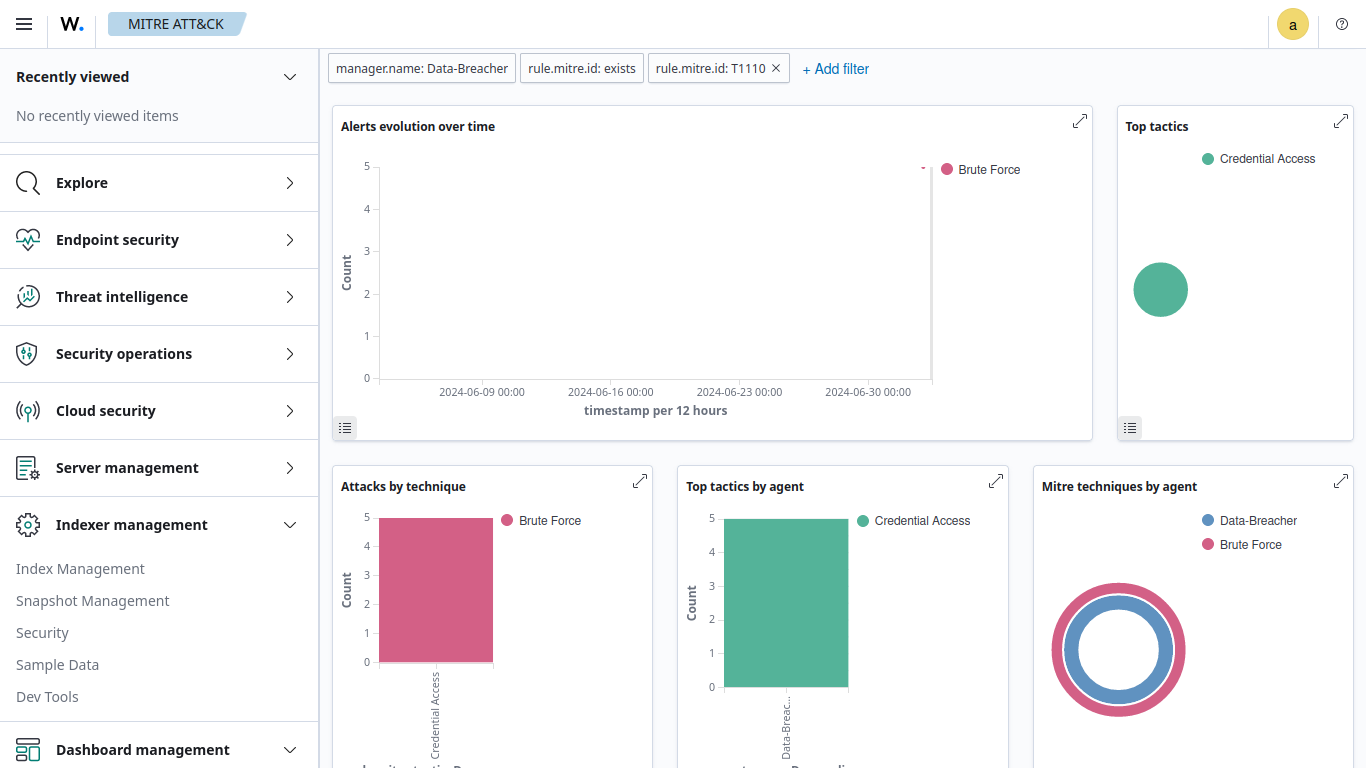 W.
MITRE ATT&CK
a
Recently viewed
No recently viewed items
Explore
Endpoint security
Threat intelligence
Security operations
Cloud security
Server management
Indexer management
Index Management
Snapshot Management
Security
Sample Data
Dev Tools
Dashboard management
manager.name: Data-Breacher
rule.mitre.id: exists
rule.mitre.id: T1110
+ Add filter
Alerts evolution over time
5
4
3
2
1
0
Count
2024-06-09 00:00
2024-06-16 00:00
2024-06-23 00:00
2024-06-30 00:00
timestamp per 12 hours
Brute Force
Top tactics
Credential Access
Attacks by technique
5
4
3
2
1
0
Count
Credential Access
Brute Force
Top tactics by agent
5
4
3
2
1
0
Count
Data-Breac...
Credential Access
Mitre techniques by agent
Data-Breacher
Brute Force